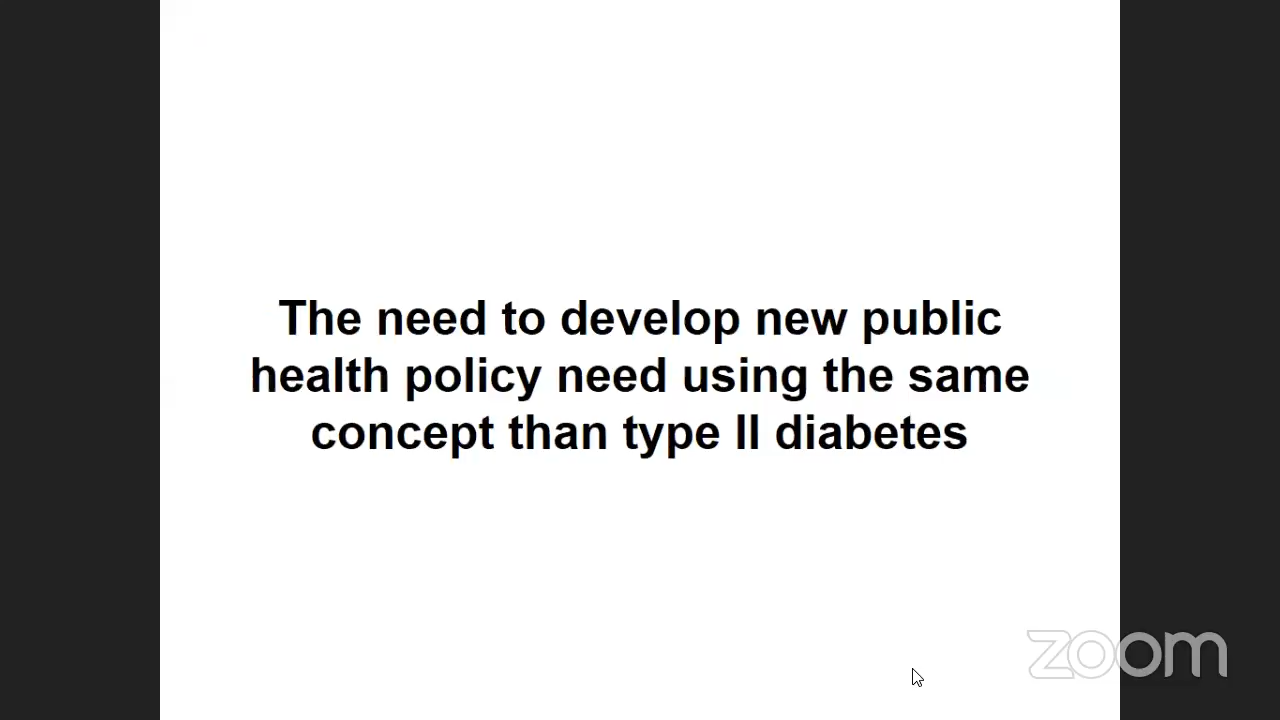 The need to develop new public
health policy need using the same
concept than type II diabetes
zoom